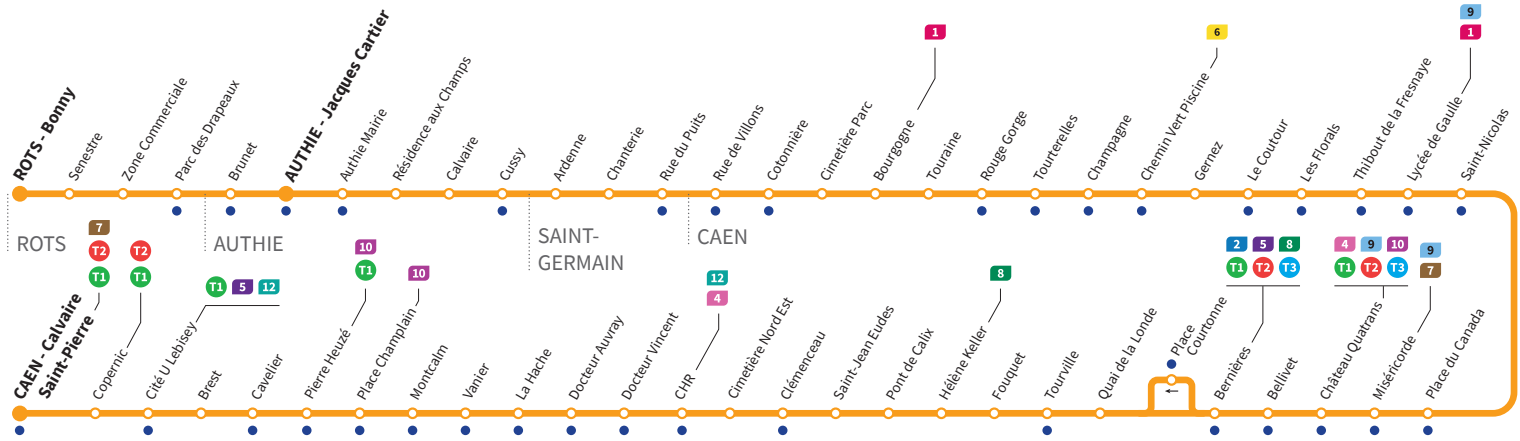 ROTS - Bonny
Senestre
Zone Commerciale
Parc des Drapeaux
Brunet
AUTHIE - Jacques Cartier
Authie Mairie
Résidence aux Champs
Calvaire
Cussy
Ardenne
Chanterie
Rue du Puits
Rue de Villons
Cotonnière
Cimetière Parc
Bourgogne
1
Touraine
Rouge Gorge
Tourterelles
Champagne
Chemin Vert Piscine
6
Gernez
Le Coutour
Les Florals
Thibout de la Fresnaye
Lycée de Gaulle
9
1
Saint-Nicolas
ROTS
AUTHIE
SAINT-
GERMAIN
CAEN
7
T2
T1
CAEN - Calvaire
Saint-Pierre
T2
T1
Copernic
T1 5 12
Cité U Lebisey
Brest
Cavelier
10
T1
Pierre Heuzé
10
Place Champlain
Montcalm
Vanier
La Hache
Docteur Auvray
Docteur Vincent
12
4
CHR
Cimetière Nord Est
Clémenceau
Saint-Jean Eudes
Pont de Calix
8
Hélène Keller
Fouquet
Tourville
Quai de la Londe
Place
Courtonne
2 5 8
T1 T2 T3
Bernières
Bellivet
4 9 10
T1 T2 T3
Château Quatrans
9
7
Miséricorde
Place du Canada